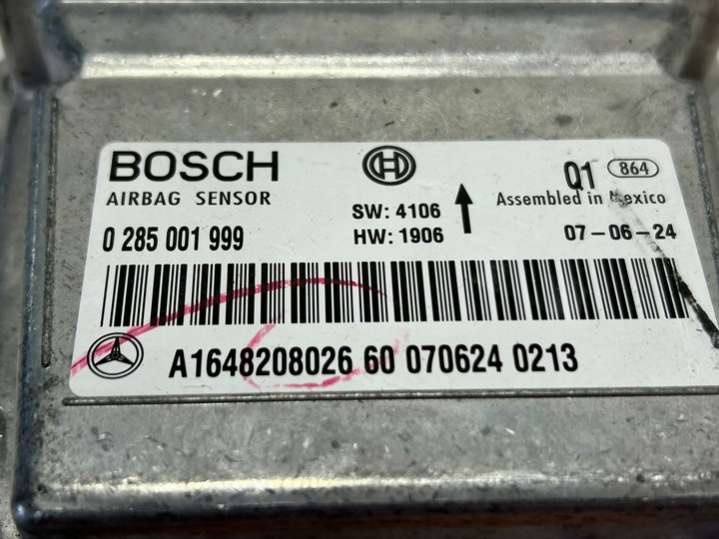 BOSCH
AIRBAG SENSOR
0 285 001 999
SW: 4106
HW: 1906
Q1 864
Assembled in Mexico
07-06-24
A1648208026 60 070624 0213